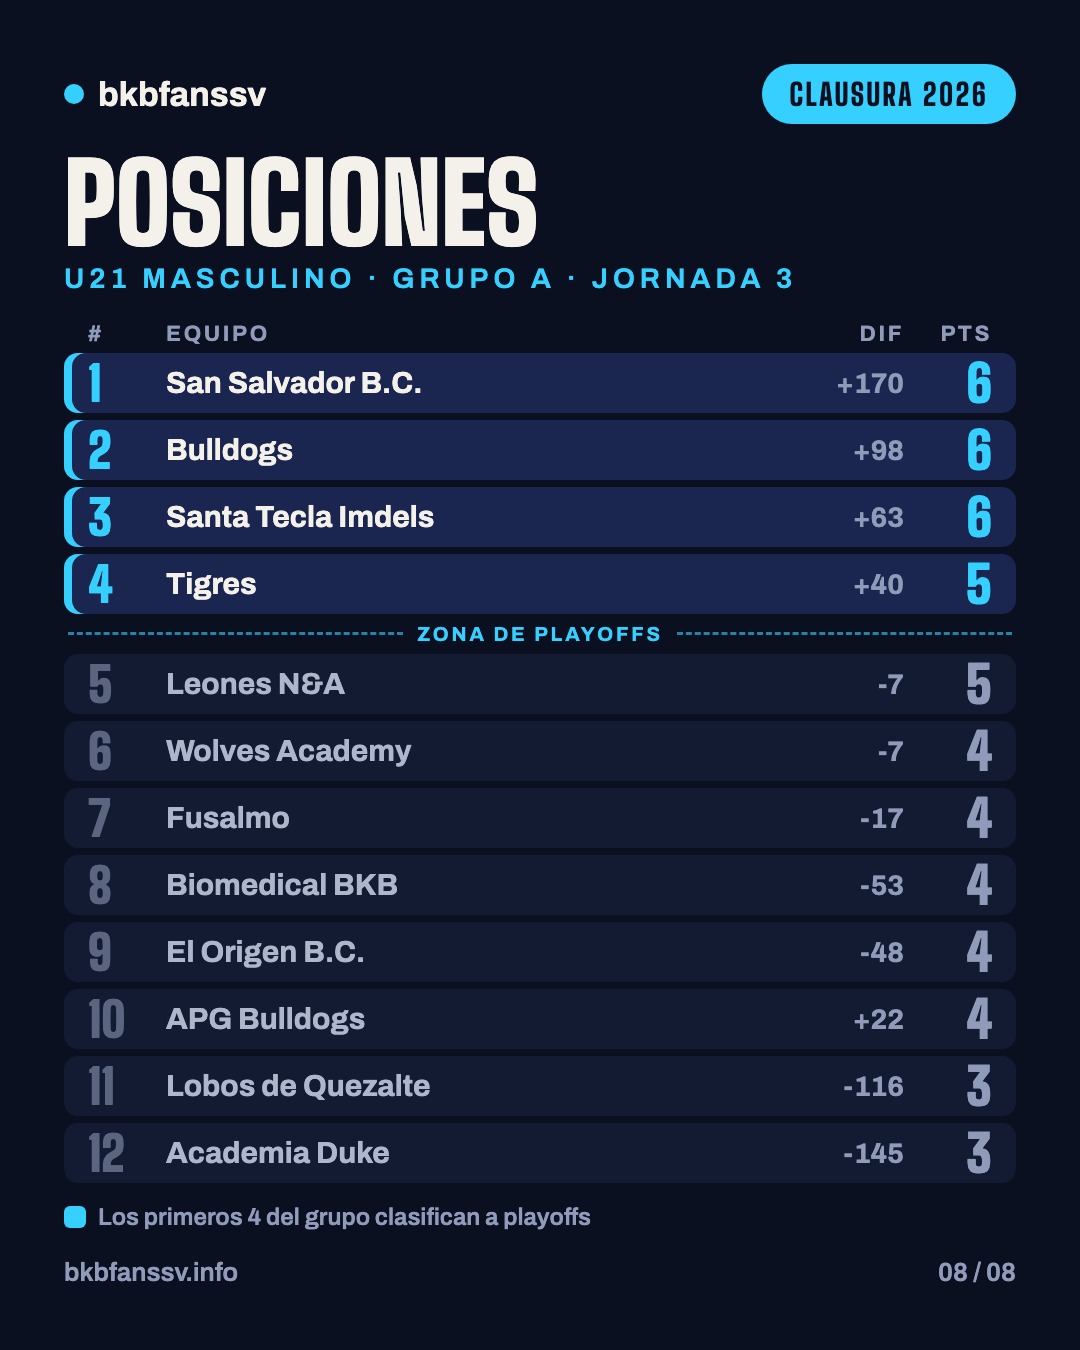 bkbfanssv
CLAUSURA 2026
POSICIONES
U21 MASCULINO · GRUPO A · JORNADA 3
# EQUIPO DIF PTS
1 San Salvador B.C. +170 6
2 Bulldogs +98 6
3 Santa Tecla Imdels +63 6
4 Tigres +40 5
ZONA DE PLAYOFFS
5 Leones N&A -7 5
6 Wolves Academy -7 4
7 Fusalmo -17 4
8 Biomedical BKB -53 4
9 El Origen B.C. -48 4
10 APG Bulldogs +22 4
11 Lobos de Quezalte -116 3
12 Academia Duke -145 3
Los primeros 4 del grupo clasifican a playoffs
bkbfanssv.info 08 / 08